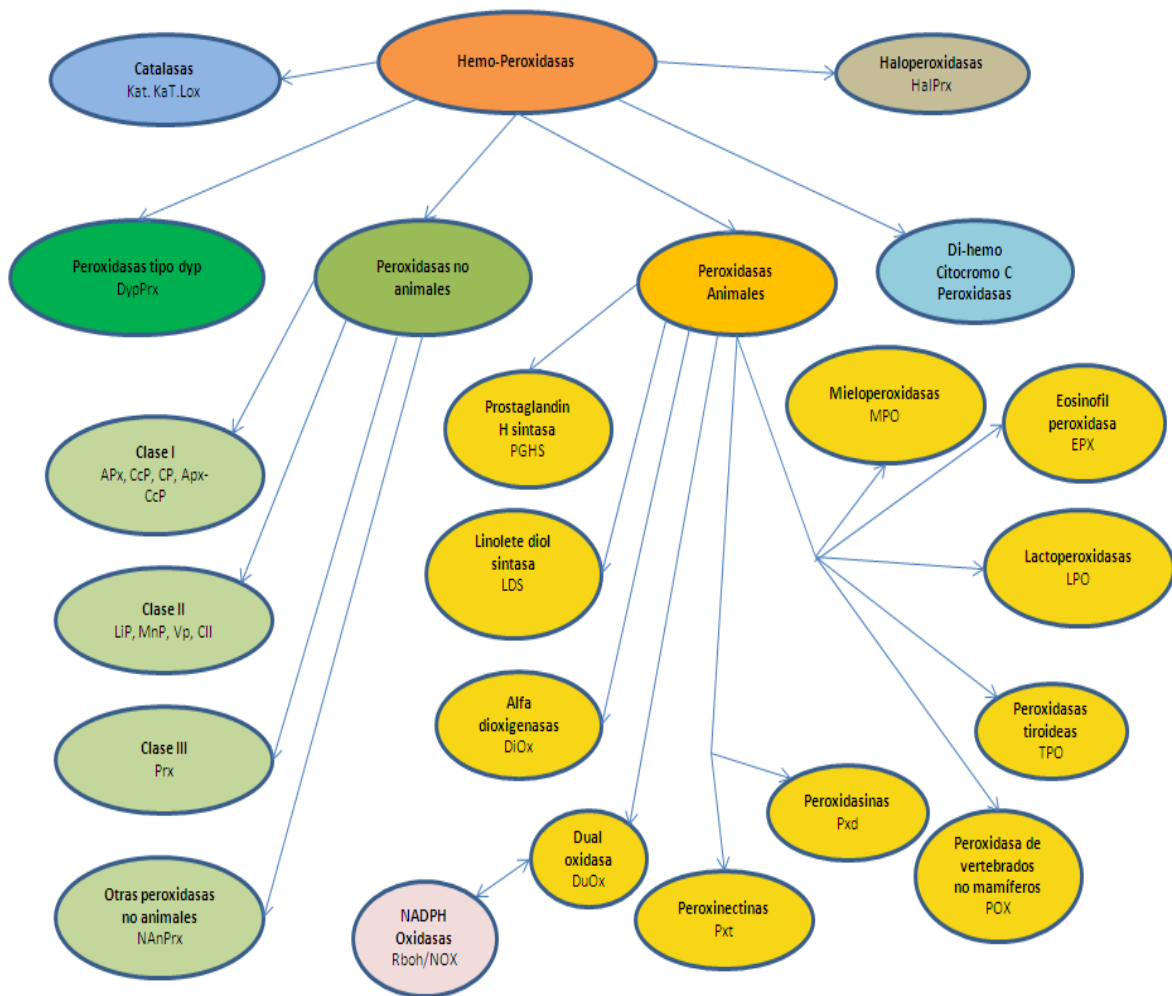 Hemo-Peroxidasas
Catalasas
Kat. KaT.Lox
Haloperoxidasas
HalPrx
Peroxidasas tipo dyp
DypPrx
Peroxidasas no
animales
Peroxidasas
Animales
Di-hemo
Citocromo C
Peroxidasas
Clase I
APx, CcP, CP, Apx-
CcP
Clase II
LiP, MnP, Vp, CII
Clase III
Prx
Otras peroxidasas
no animales
NAnPrx
Prostaglandin
H sintasa
PGHS
Linolete diol
sintasa
LDS
Alfa
dioxigenasas
DiOx
Dual
oxidasa
DuOx
NADPH
Oxidasas
Rboh/NOX
Peroxinectinas
Pxt
Peroxidasinas
Pxd
Mieloperoxidasas
MPO
Eosinofil
peroxidasa
EPX
Lactoperoxidasas
LPO
Peroxidasas
tiroideas
TPO
Peroxidasa de
vertebrados
no mamíferos
POX